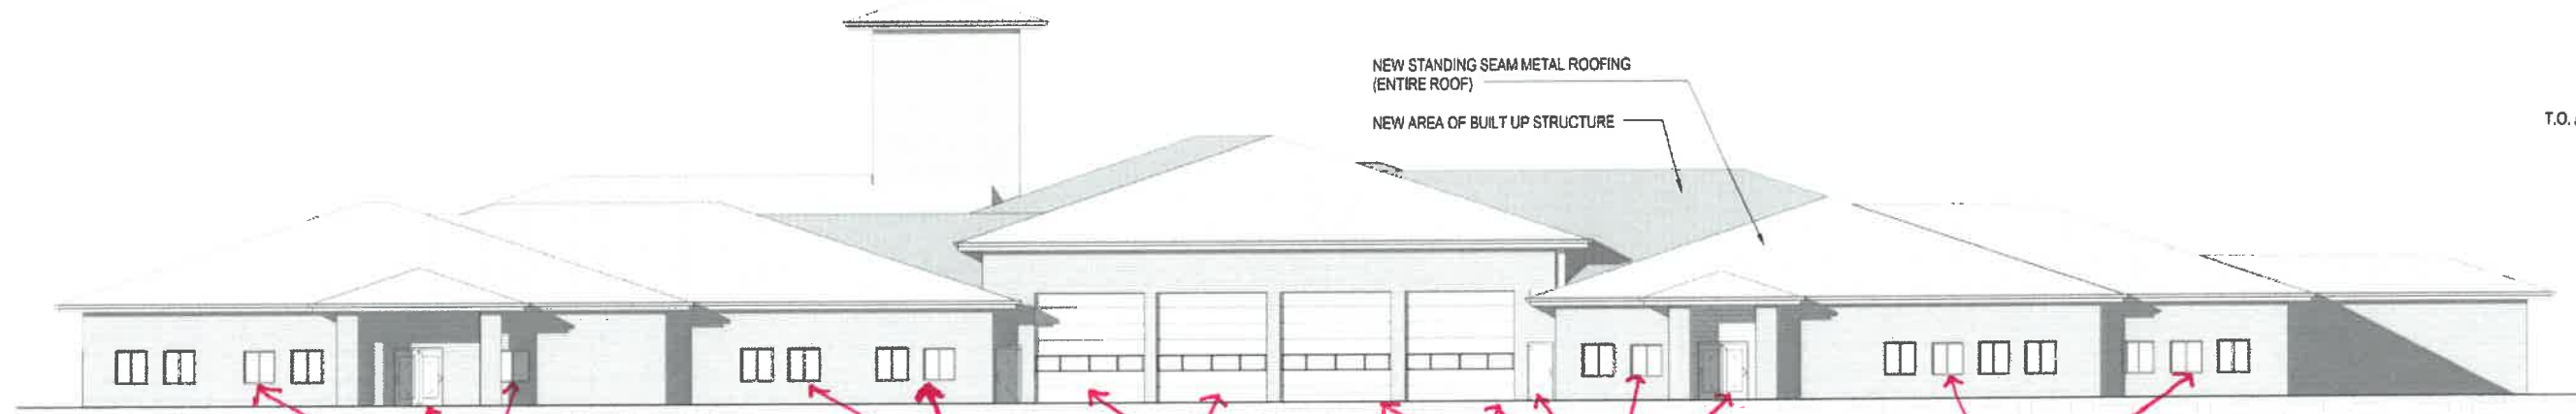 NEW STANDING SEAM METAL ROOFING
(ENTIRE ROOF)
NEW AREA OF BUILT UP STRUCTURE
T.O.